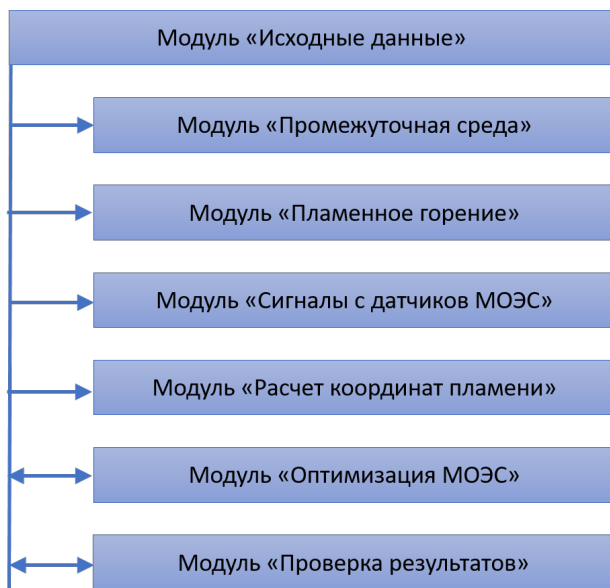 Модуль «Исходные данные»
Модуль «Промежуточная среда»
Модуль «Пламенное горение»
Модуль «Сигналы с датчиков МОЭС»
Модуль «Расчет координат пламени»
Модуль «Оптимизация МОЭС»
Модуль «Проверка результатов»